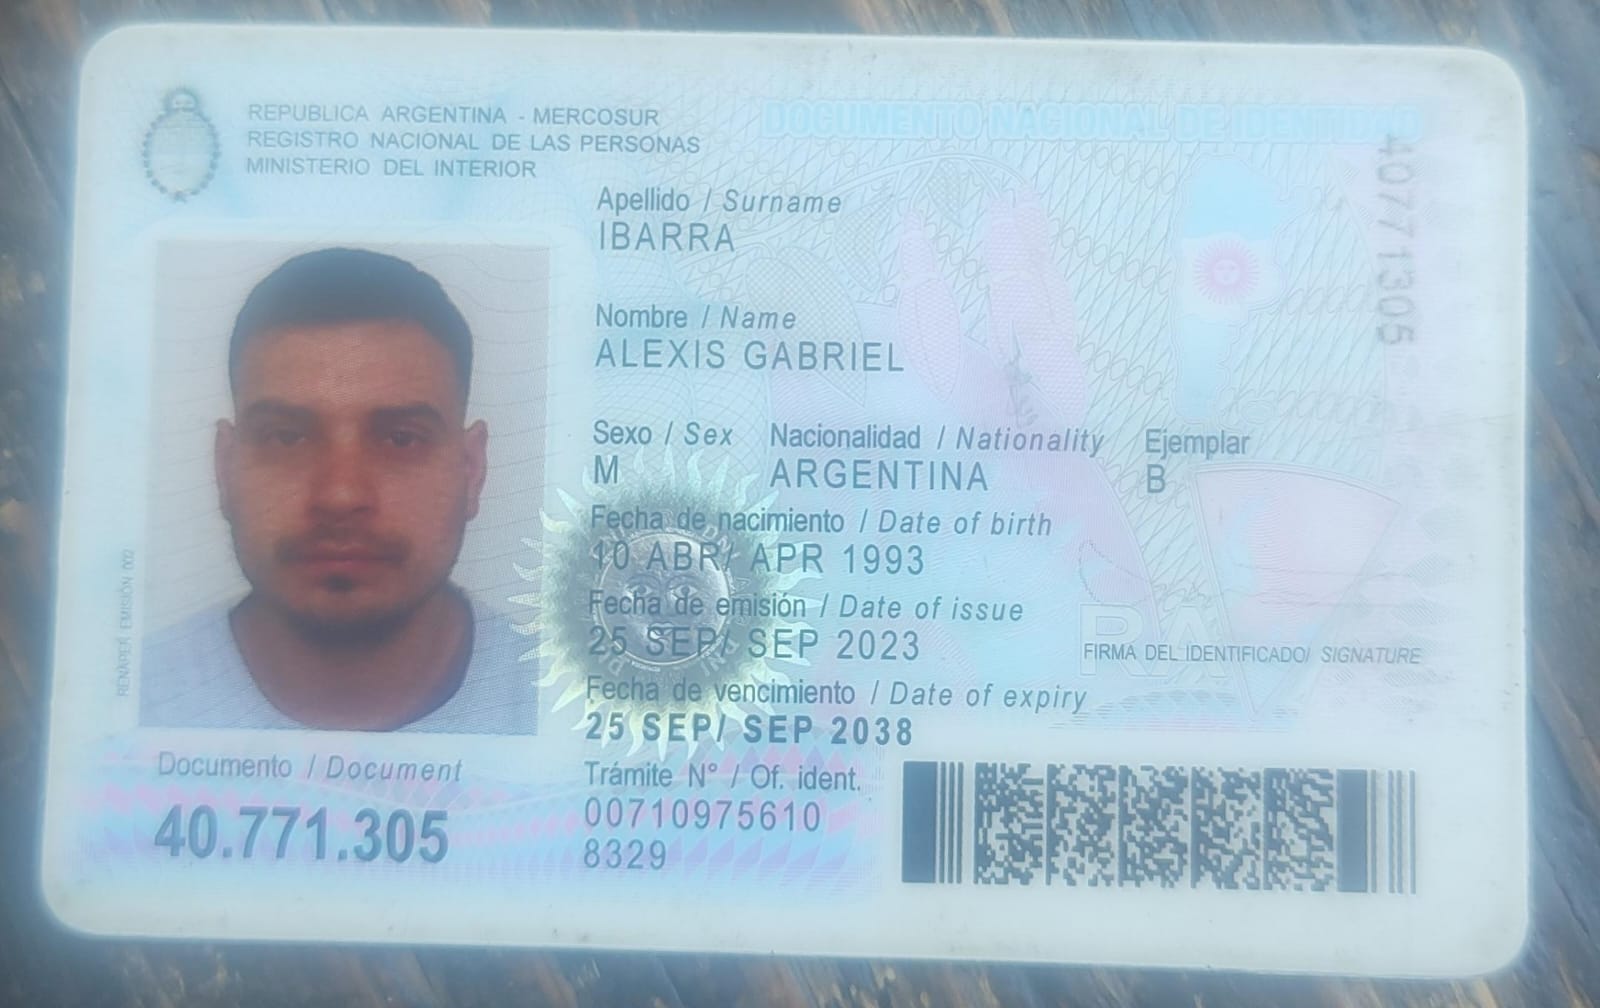 REPUBLICA ARGENTINA - MERCOSUR
REGISTRO NACIONAL DE LAS PERSONAS
MINISTERIO DEL INTERIOR
DOCUMENTO NACIONAL DE IDENTIDAD
40771305
Apellido / Surname
IBARRA
Nombre / Name
ALEXIS GABRIEL
Sexo / Sex Nacionalidad / Nationality Ejemplar
M ARGENTINA B
Fecha de nacimiento / Date of birth
10 ABR/ APR 1993
Fecha de emisión / Date of issue
25 SEP/ SEP 2023
FIRMA DEL IDENTIFICADO/ SIGNATURE
Fecha de vencimiento / Date of expiry
25 SEP/ SEP 2038
RENAPER EMISIÓN 002
Documento / Document
40.771.305
Trámite N° / Of. ident.
00710975610
8329
RA